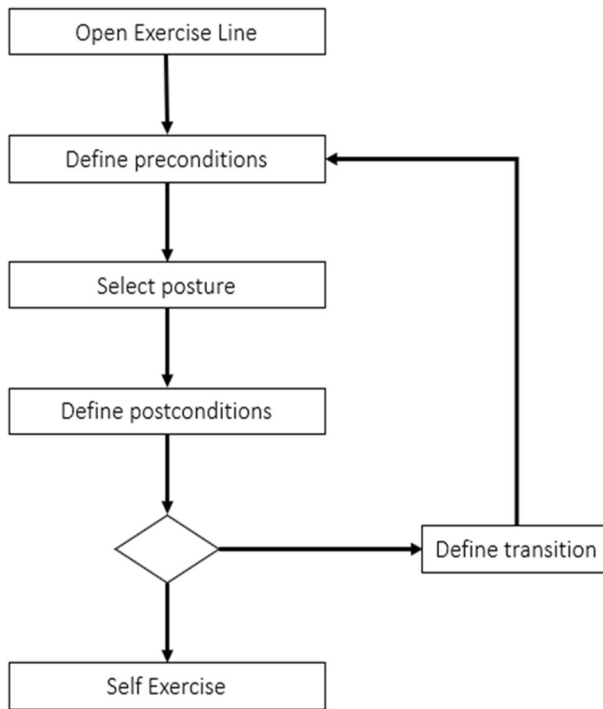 Open Exercise Line
Define preconditions
Select posture
Define postconditions
Define transition
Self Exercise